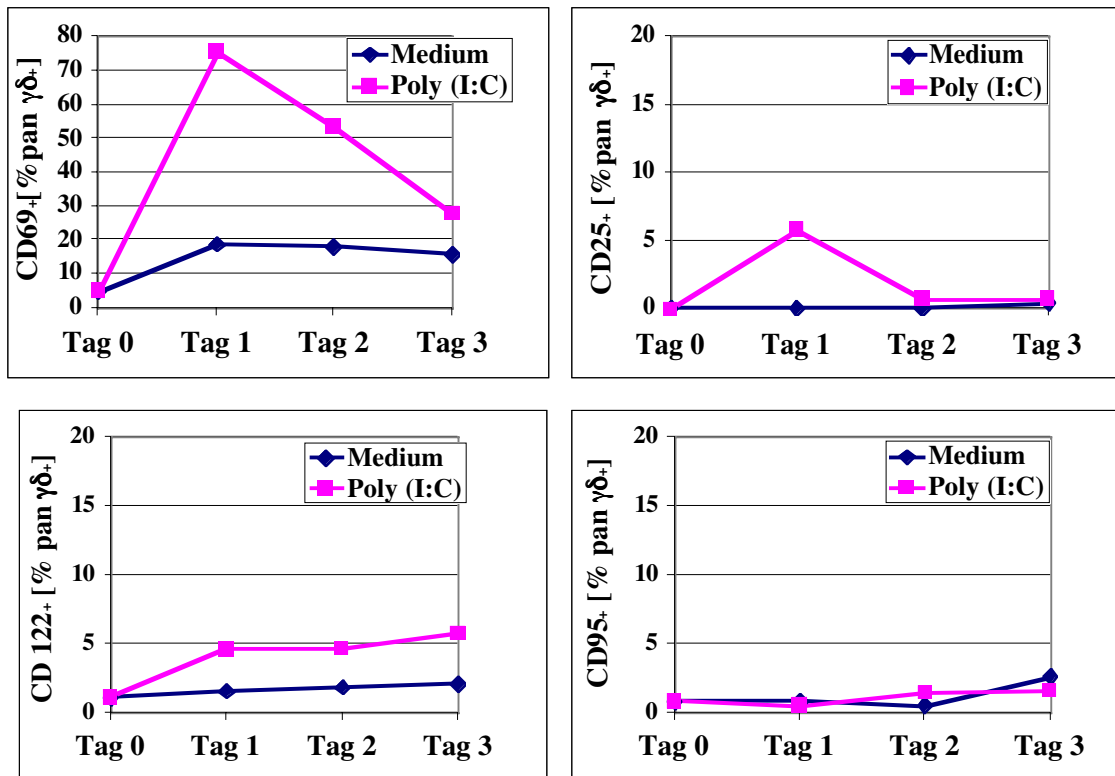 CD69+[%pan γδ+]
80
70
60
50
40
30
20
10
0
Medium
Poly (I:C)
Tag 0 Tag 1 Tag 2 Tag 3
CD25+ [%pan γδ+]
20
15
10
5
0
Medium
Poly (I:C)
Tag 0 Tag 1 Tag 2 Tag 3
CD 122+ [% pan γδ+]
20
15
10
5
0
Medium
Poly (I:C)
Tag 0 Tag 1 Tag 2 Tag 3
CD95+ [% pan γδ+]
20
15
10
5
0
Medium
Poly (I:C)
Tag 0 Tag 1 Tag 2 Tag 3